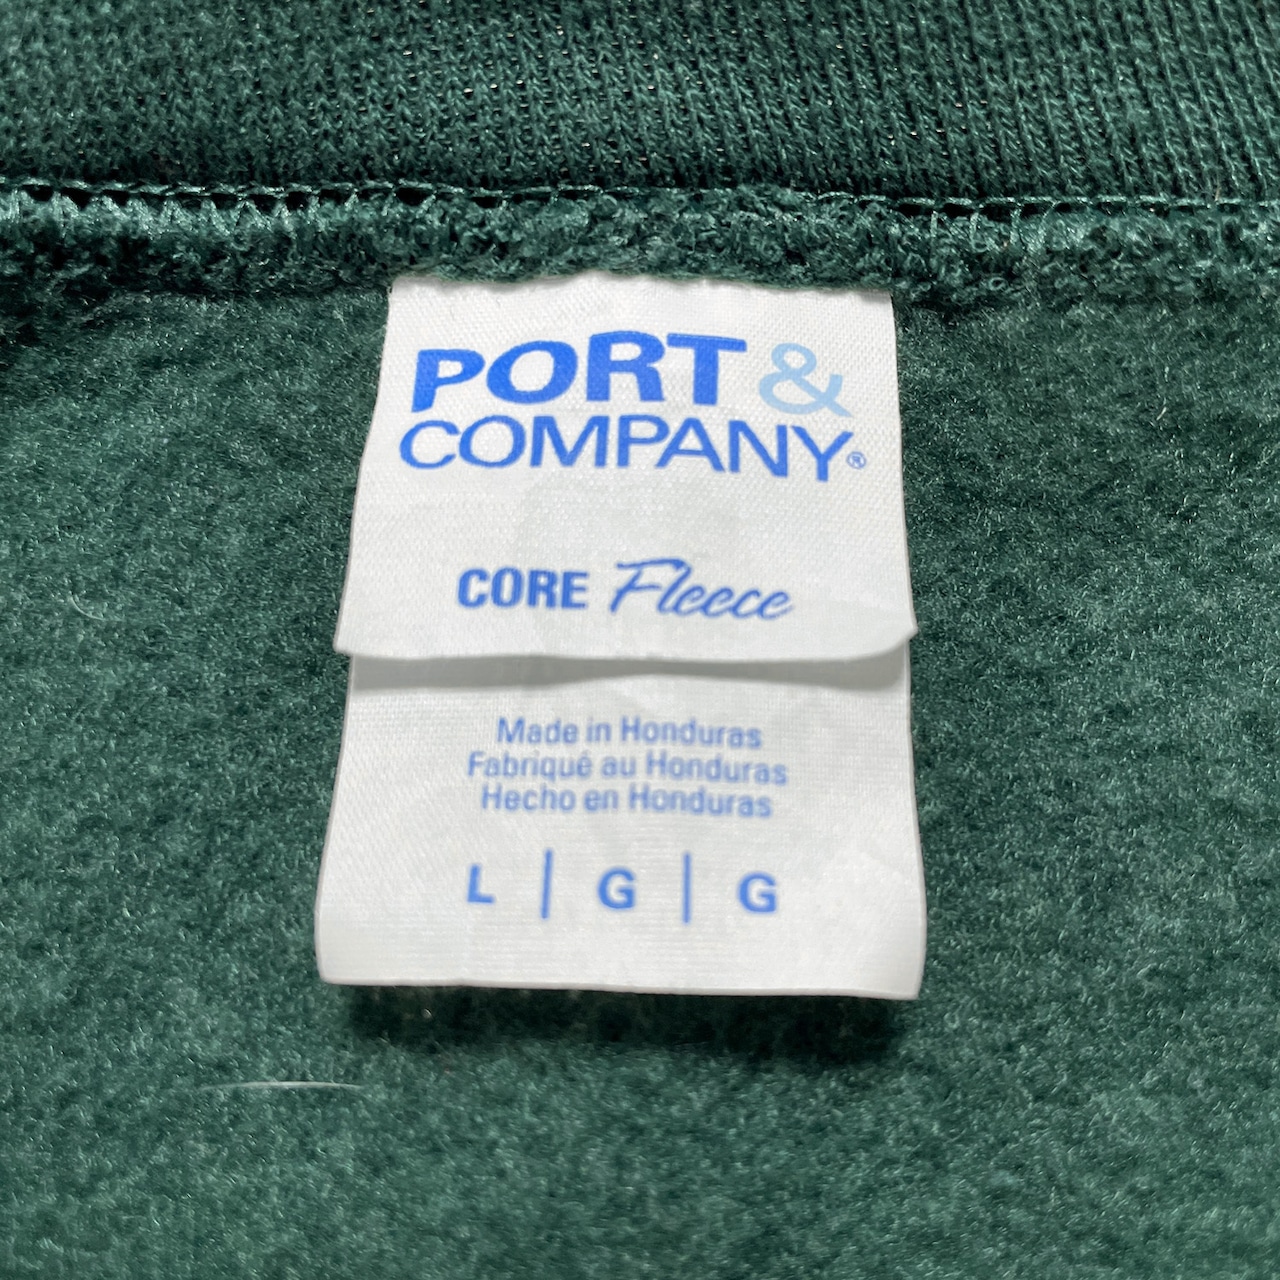 PORT &
COMPANY®
CORE Fleece
Made in Honduras
Fabriqué au Honduras
Hecho en Honduras
L | G | G